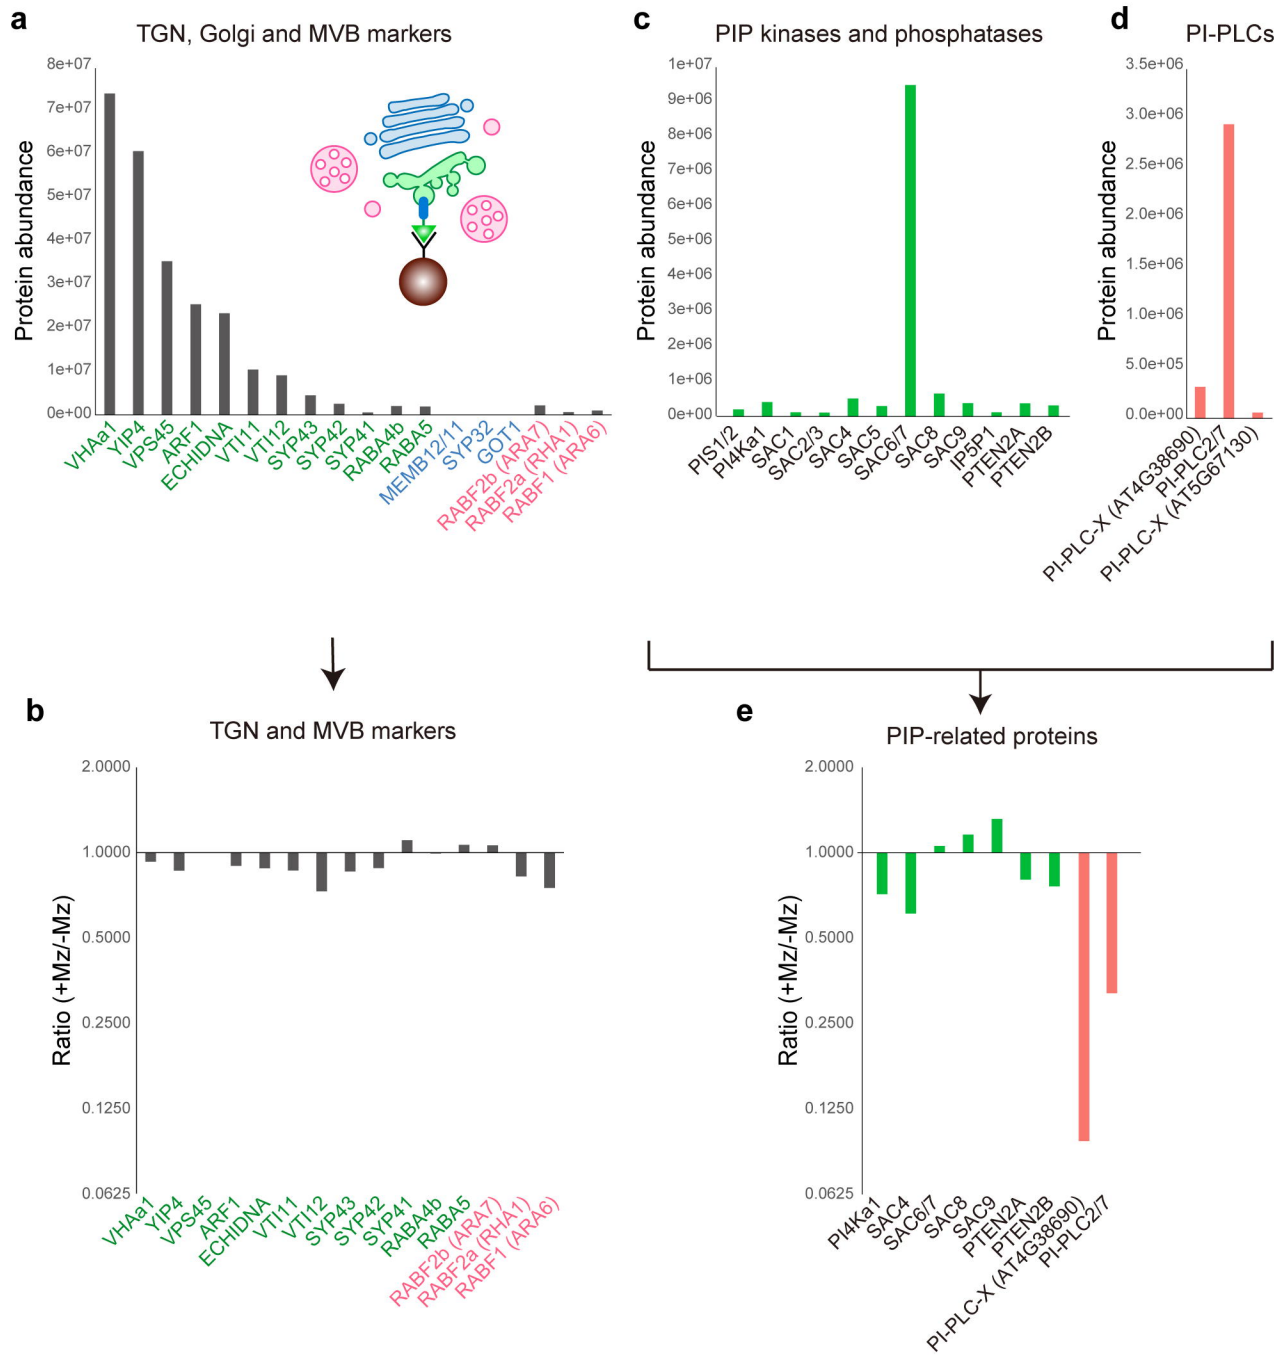 a
TGN, Golgi and MVB markers
Protein abundance
8e+07
7e+07
6e+07
5e+07
4e+07
3e+07
2e+07
1e+07
0e+00
VHAa1
YIP4
VPS45
ARF1
ECHIDNA
VTI11
VTI12
SYP43
SYP42
SYP41
RABA4b
RABA5
MEMB12/11
SYP32
GOT1
RABF2b (ARA7)
RABF2a (RHA1)
RABF1 (ARA6)
c
PIP kinases and phosphatases
Protein abundance
1e+07
9e+06
8e+06
7e+06
6e+06
5e+06
4e+06
3e+06
2e+06
1e+06
0e+00
PIS1/2
PI4Ka1
SAC1
SAC2/3
SAC4
SAC5
SAC6/7
SAC8
SAC9
IP5P1
PTEN2A
PTEN2B
d
PI-PLCs
Protein abundance
3.5e+06
3.0e+06
2.5e+06
2.0e+06
1.5e+06
1.0e+06
5.0e+05
0.0e+00
PI-PLC-X (AT4G38690)
PI-PLC2/7
PI-PLC-X (AT5G67130)
b
TGN and MVB markers
Ratio (+Mz/-Mz)
2.0000
1.0000
0.5000
0.2500
0.1250
0.0625
VHAa1
YIP4
VPS45
ARF1
ECHIDNA
VTI11
VTI12
SYP43
SYP42
SYP41
RABA4b
RABA5
RABF2b (ARA7)
RABF2a (RHA1)
RABF1 (ARA6)
e
PIP-related proteins
Ratio (+Mz/-Mz)
2.0000
1.0000
0.5000
0.2500
0.1250
0.0625
PI4Ka1
SAC4
SAC6/7
SAC8
SAC9
PTEN2A
PTEN2B
PI-PLC-X (AT4G38690)
PI-PLC2/7